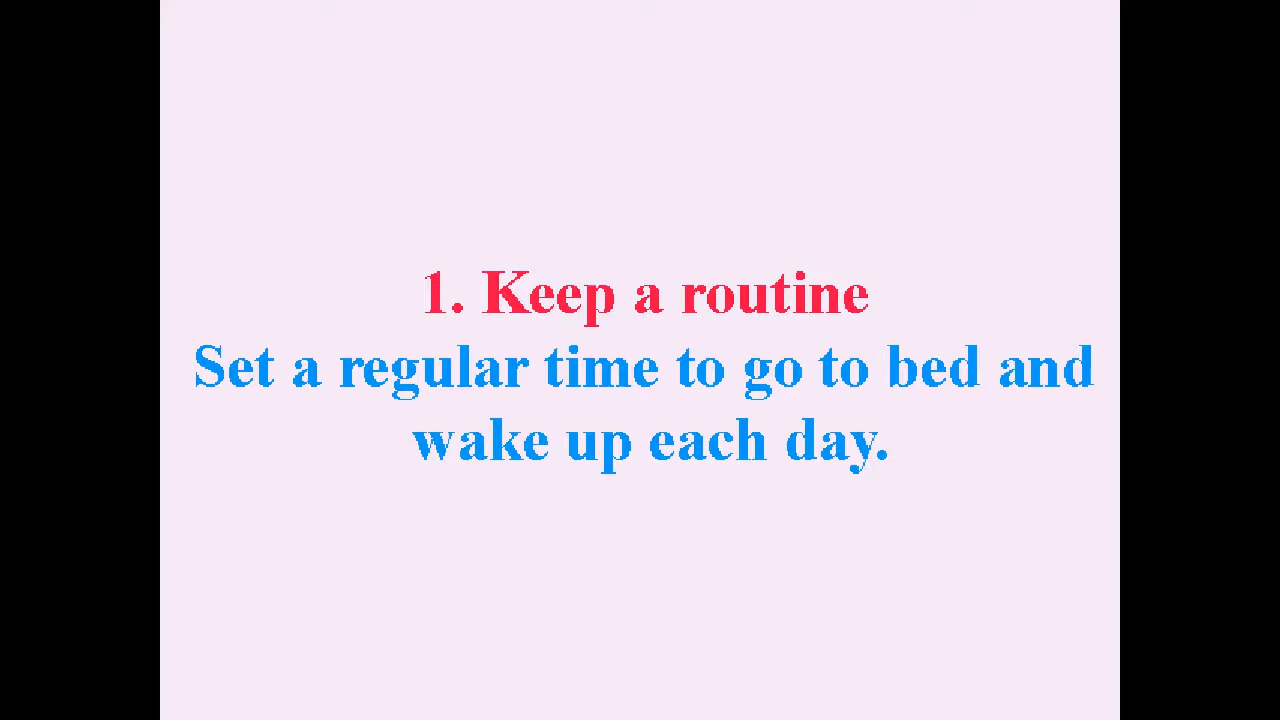 1. Keep a routine
Set a regular time to go to bed and
wake up each day.